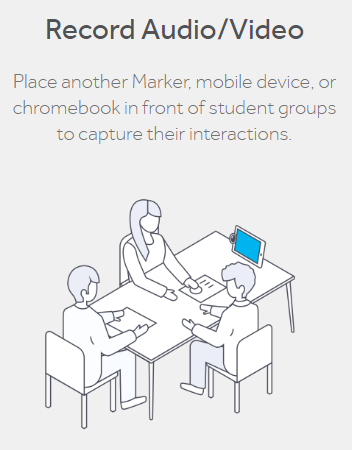 Record Audio/Video
Place another Marker, mobile device, or
chromebook in front of student groups
to capture their interactions.